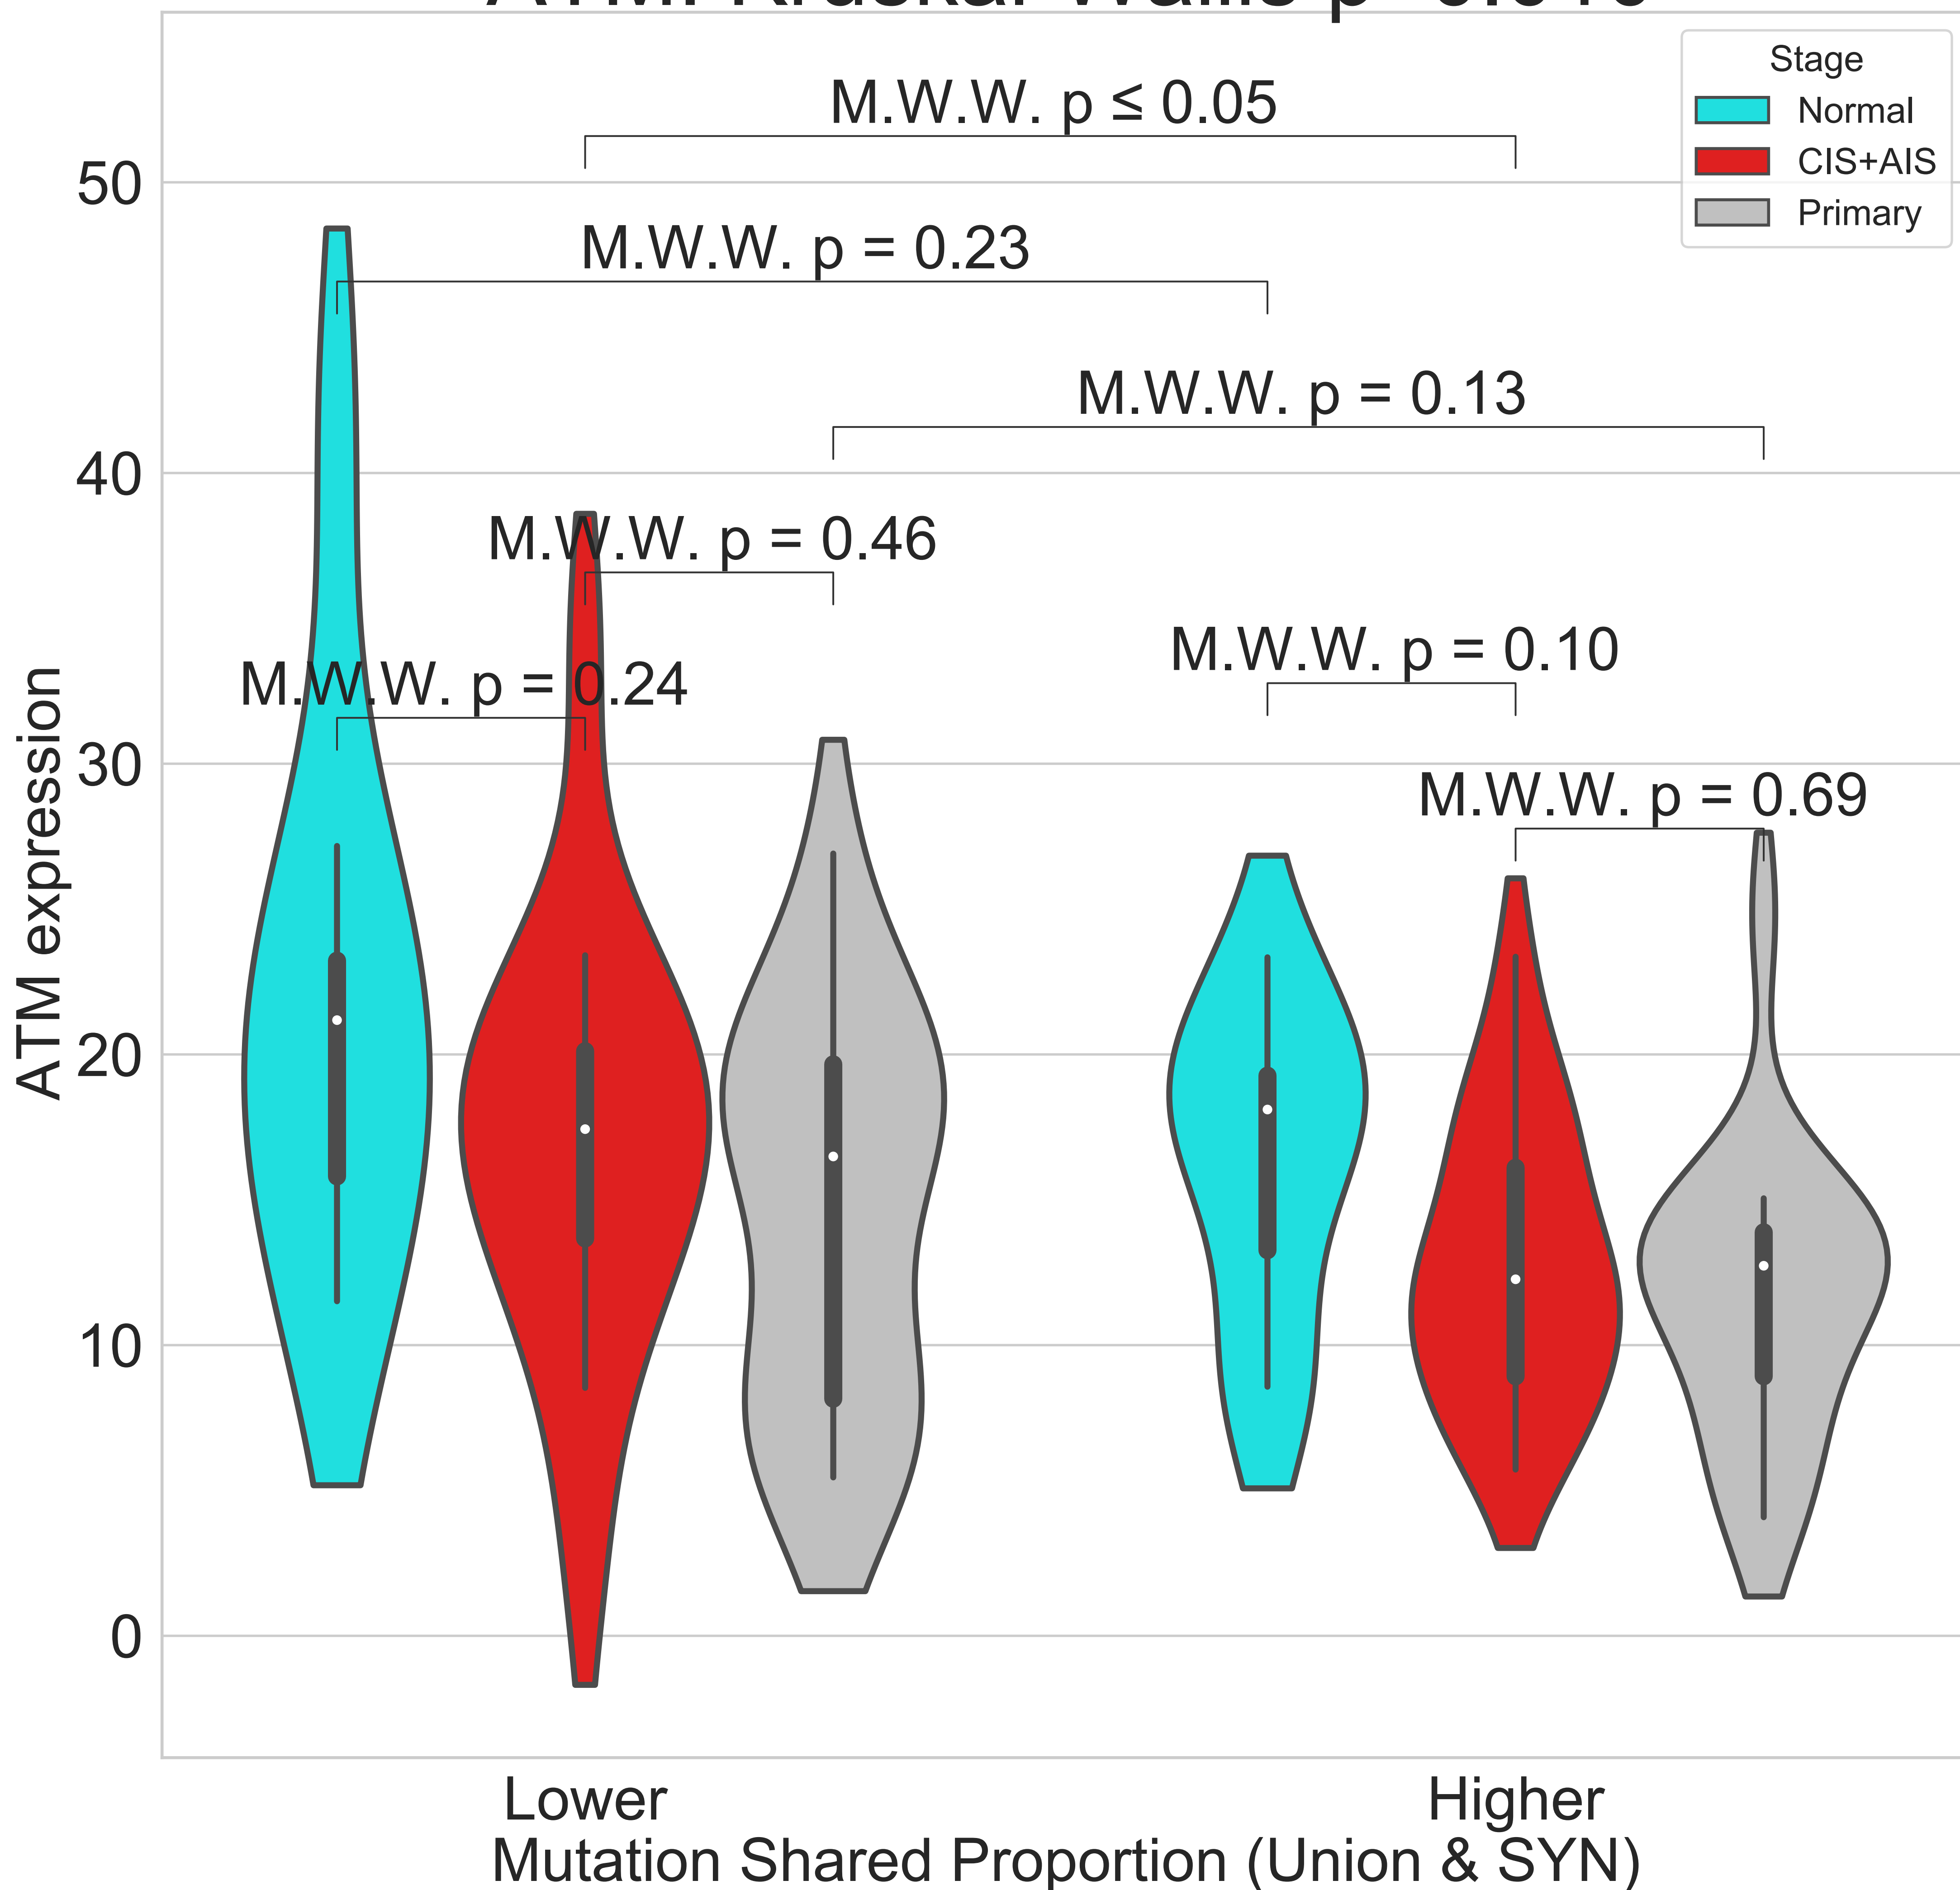 Stage
Normal
CIS+AIS
Primary
M.W.W. p ≤ 0.05
M.W.W. p = 0.23
M.W.W. p = 0.13
M.W.W. p = 0.46
M.W.W. p = 0.10
M.W.W. p = 0.24
M.W.W. p = 0.69
ATM expression
50
40
30
20
10
0
Lower
Higher
Mutation Shared Proportion (Union & SYN)